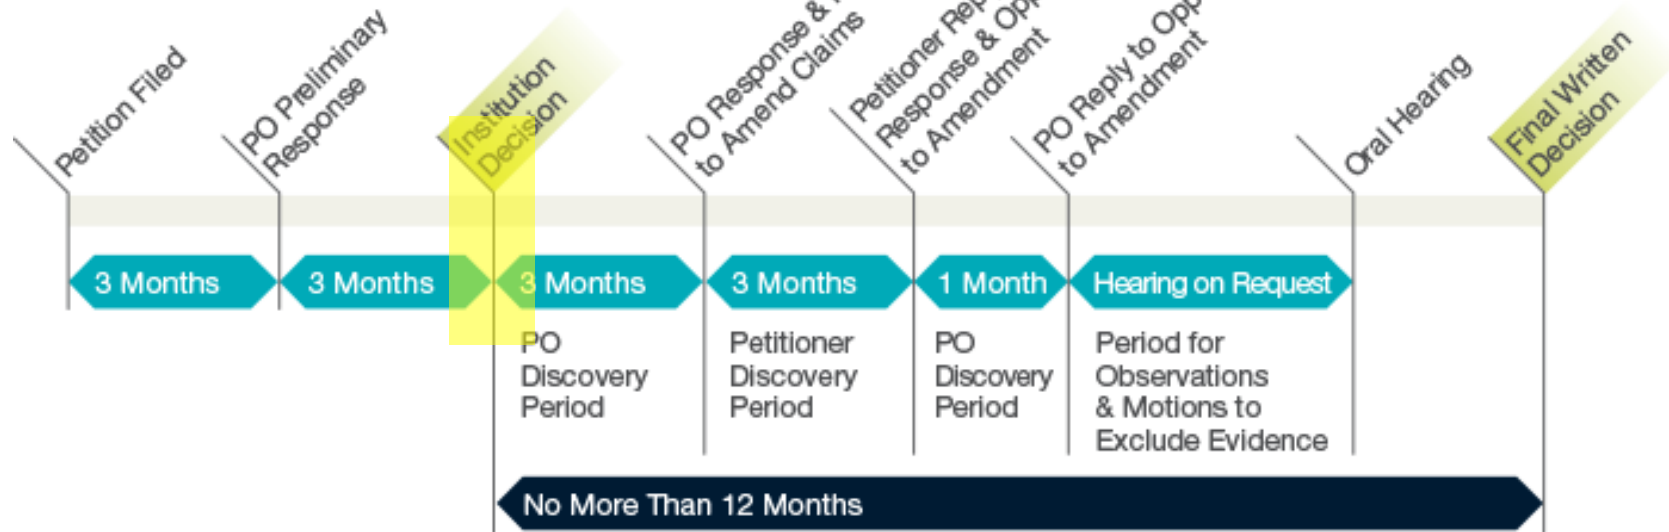 Petition Filed
PO Preliminary
Response
Institution
Decision
PO Response &
to Amend Claims
Petitioner
Response &
to Amendment
PO Reply to
to Amendment
Oral Hearing
Final Written
Decision
3 Months
3 Months
3 Months
3 Months
1 Month
Hearing on Request
PO
Discovery
Period
Petitioner
Discovery
Period
PO
Discovery
Period
Period for
Observations
& Motions to
Exclude Evidence
No More Than 12 Months